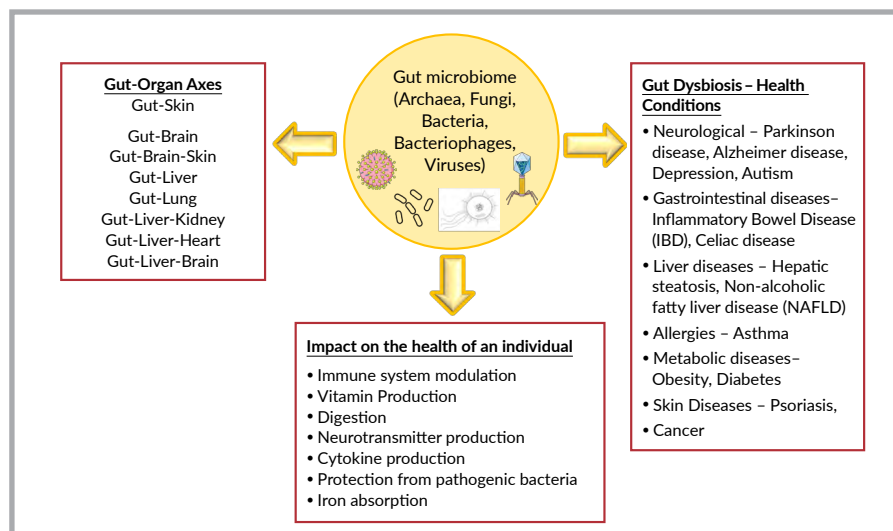 Gut microbiome
(Archaea, Fungi,
Bacteria,
Bacteriophages,
Viruses)
Gut-Organ Axes
Gut-Skin
Gut-Brain
Gut-Brain-Skin
Gut-Liver
Gut-Lung
Gut-Liver-Kidney
Gut-Liver-Heart
Gut-Liver-Brain
Impact on the health of an individual
• Immune system modulation
• Vitamin Production
• Digestion
• Neurotransmitter production
• Cytokine production
• Protection from pathogenic bacteria
• Iron absorption
Gut Dysbiosis – Health
Conditions
• Neurological – Parkinson
disease, Alzheimer disease,
Depression, Autism
• Gastrointestinal diseases–
Inflammatory Bowel Disease
(IBD), Celiac disease
• Liver diseases – Hepatic
steatosis, Non-alcoholic
fatty liver disease (NAFLD)
• Allergies – Asthma
• Metabolic diseases–
Obesity, Diabetes
• Skin Diseases – Psoriasis,
• Cancer